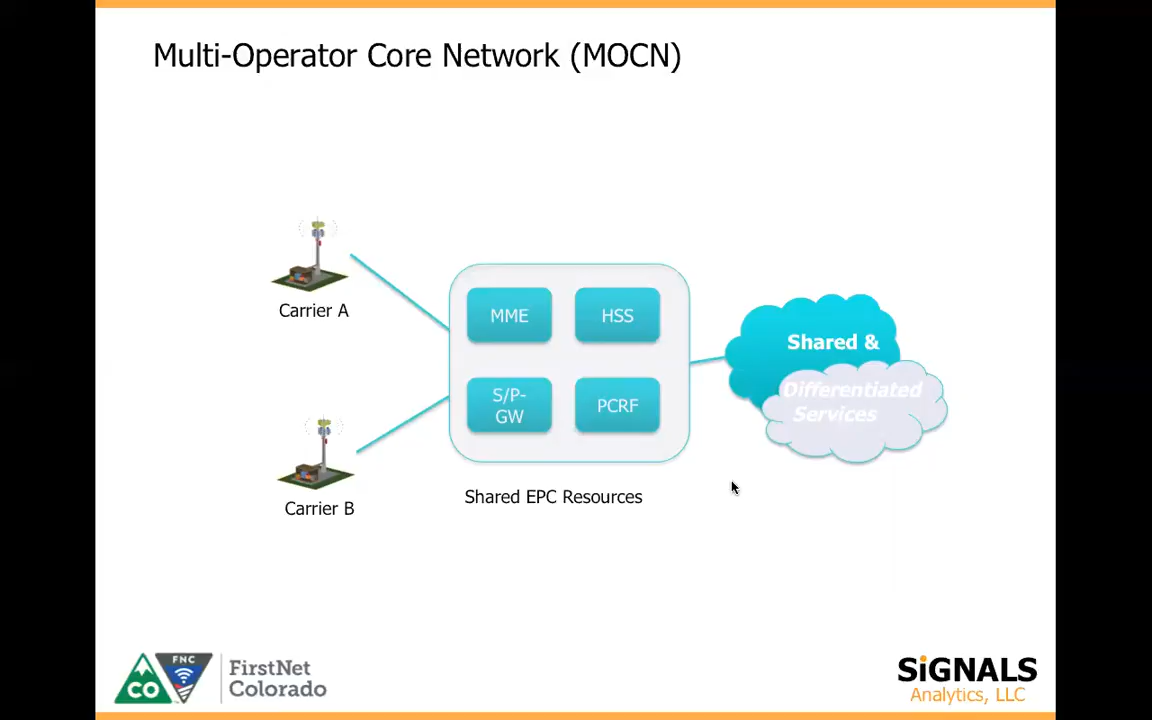 Multi-Operator Core Network (MOCN)
Carrier A
MME
HSS
S/P-
GW
PCRF
Shared &
Differentiated
Services
Carrier B
Shared EPC Resources
CO
FNC
FirstNet
Colorado
SiGNALS
Analytics, LLC